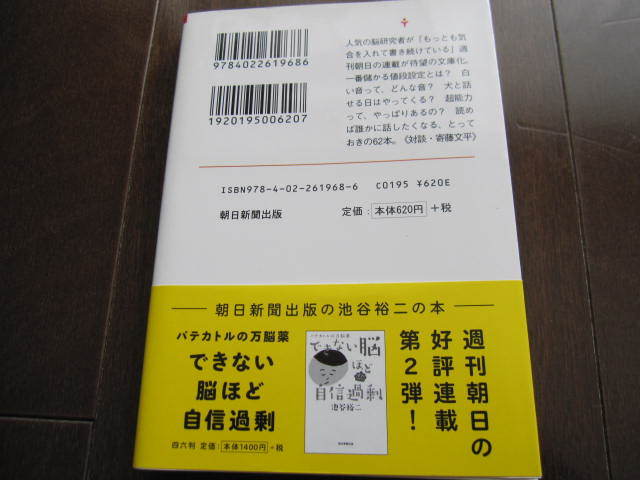 9784022619686
1920195006207
人気の脳研究者が「もっとも気
合を入れて書き続けている」週
刊朝日の連載が待望の文庫化。
一番儲かる値段設定とは？　白
い音って、どんな音？　犬と話
せる日はやってくる？　超能力
って、やっぱりあるの？　読め
ば誰かに話したくなる、とって
おきの62本。《対談・寄藤文平》
ISBN978-4-02-261968-6　C0195 ¥620E
朝日新聞出版　定価：本体620円＋税
朝日新聞出版の池谷裕二の本
週刊朝日の
好評連載
第2弾！
パテカトルの万脳薬
できない
脳ほど
自信過剰
四六判 定価：本体1400円＋税
パテカトルの万脳薬
できない脳
ほど
自信過剰
池谷裕二